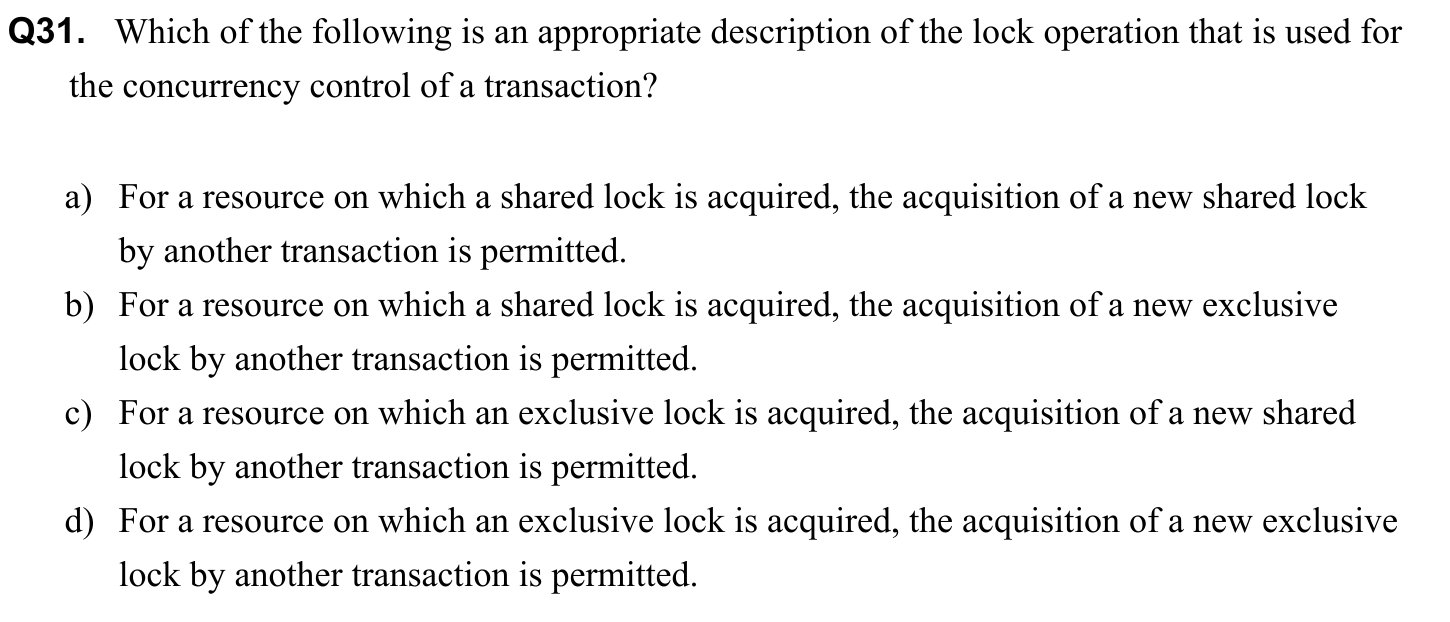 Q31. Which of the following is an appropriate description of the lock operation that is used for
the concurrency control of a transaction?
a) For a resource on which a shared lock is acquired, the acquisition of a new shared lock
by another transaction is permitted.
b) For a resource on which a shared lock is acquired, the acquisition of a new exclusive
lock by another transaction is permitted.
c) For a resource on which an exclusive lock is acquired, the acquisition of a new shared
lock by another transaction is permitted.
d) For a resource on which an exclusive lock is acquired, the acquisition of a new exclusive
lock by another transaction is permitted.